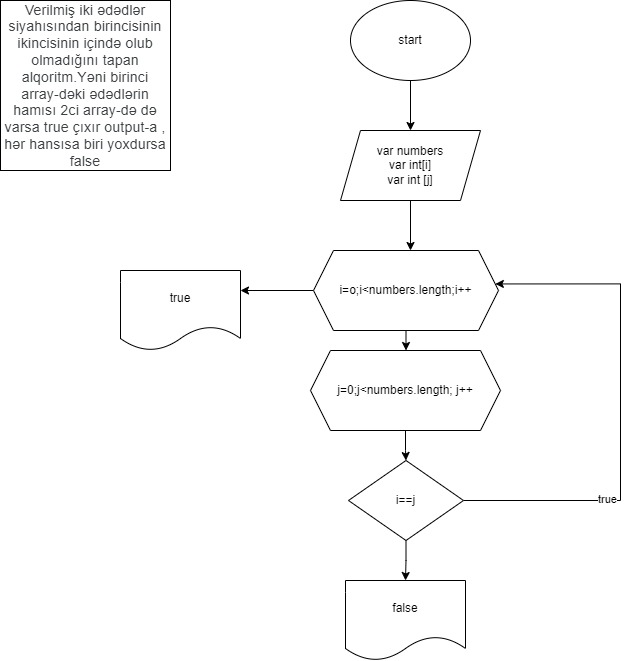 Verilmiş iki ədədlər
siyahısından birincisinin
ikincisinin içində olub
olmadığını tapan
alqoritm.Yəni birinci
array-dəki ədədlərin
hamısı 2ci array-də də
varsa true çıxır output-a ,
hər hansısa biri yoxdursa
false
start
var numbers
var int[i]
var int [j]
i=o;i<numbers.length;i++
true
j=0;j<numbers.length; j++
i==j
true
false